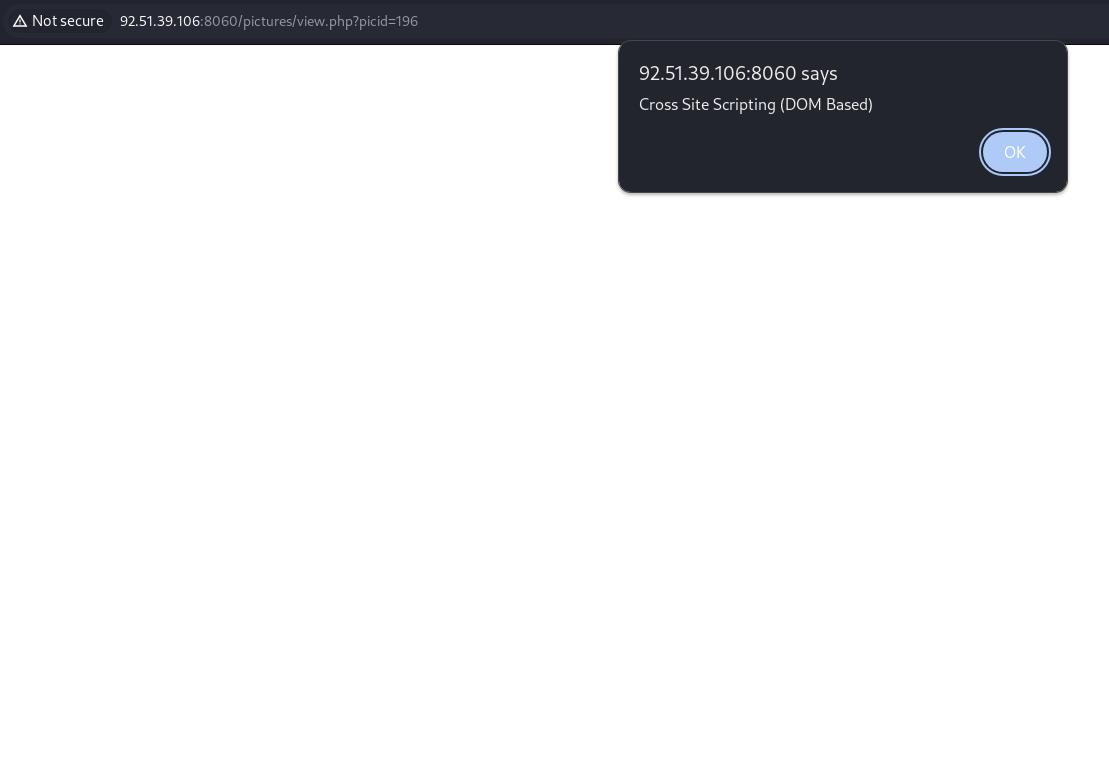 Not secure 92.51.39.106:8060/pictures/view.php?picid=196
92.51.39.106:8060 says
Cross Site Scripting (DOM Based)
OK